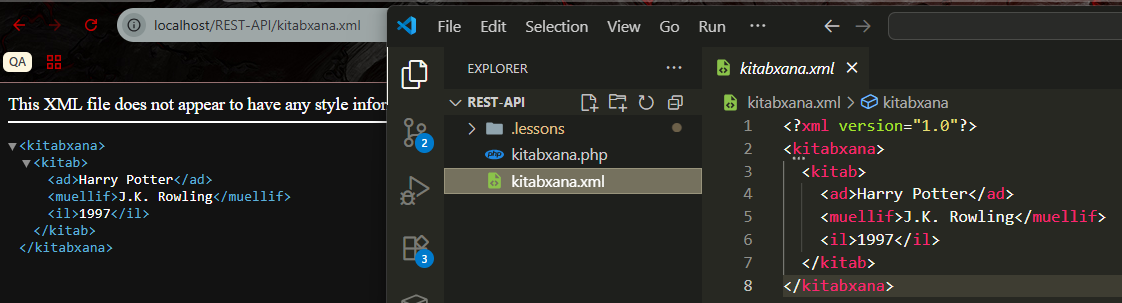 localhost/REST-API/kitabxana.xml
QA
This XML file does not appear to have any style infor
<kitabxana>
<kitab>
<ad>Harry Potter</ad>
<muellif>J.K. Rowling</muellif>
<il>1997</il>
</kitab>
</kitabxana>
File Edit Selection View Go Run
EXPLORER
REST-API
.lessons
kitabxana.php
kitabxana.xml
2
3
kitabxana.xml
kitabxana.xml > kitabxana
1 <?xml version="1.0"?>
2 <kitabxana>
3 <kitab>
4 <ad>Harry Potter</ad>
5 <muellif>J.K. Rowling</muellif>
6 <il>1997</il>
7 </kitab>
8 </kitabxana>